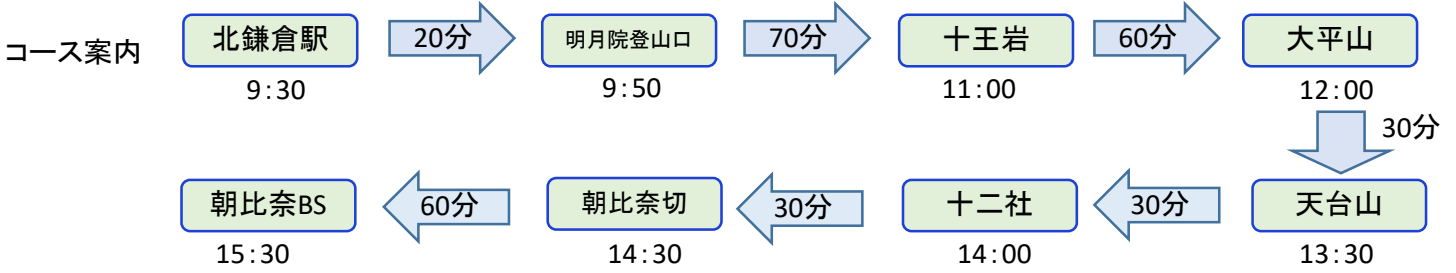 コース案内
北鎌倉駅
20分
明月院登山口
70分
十王岩
60分
大平山
9:30
9:50
11:00
12:00
30分
朝比奈BS
60分
朝比奈切
30分
十二社
30分
天台山
15:30
14:30
14:00
13:30